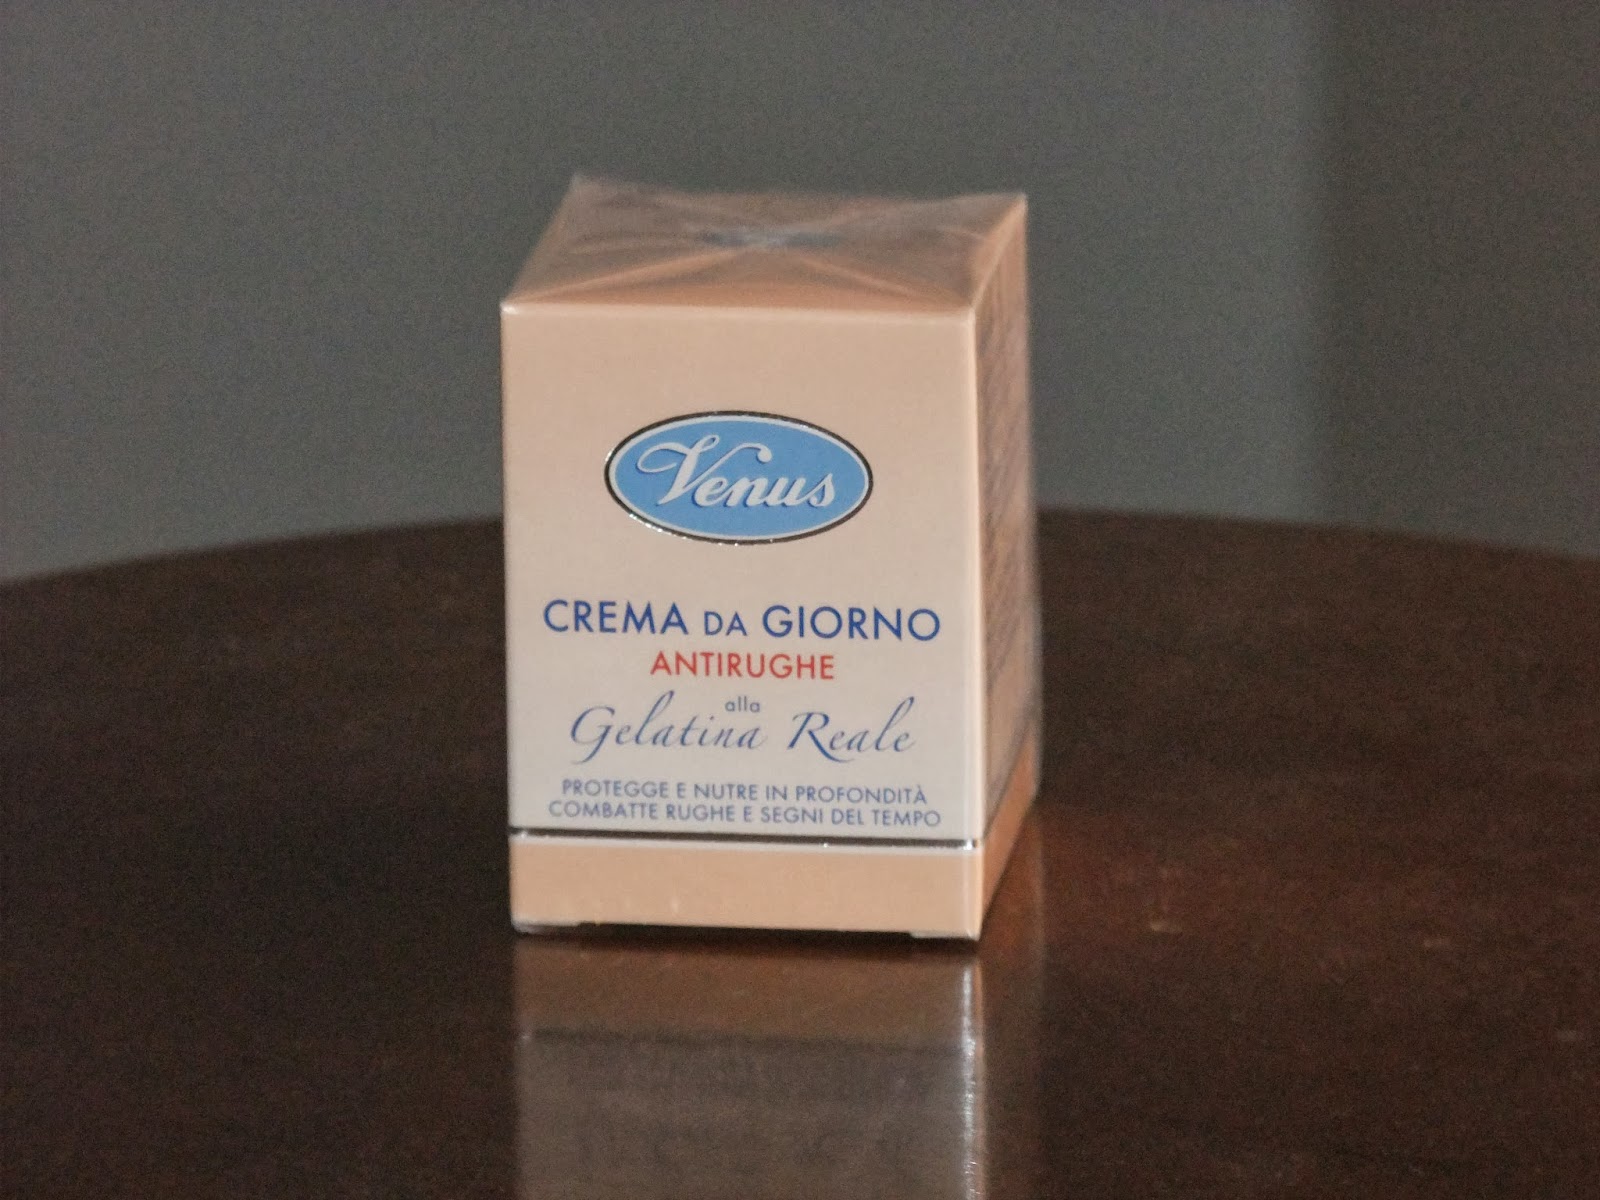 Venus
CREMA DA GIORNO
ANTIRUGHE
alla
Gelatina Reale
PROTEGGE E NUTRE IN PROFONDITÀ
COMBATTE RUGHE E SEGNI DEL TEMPO